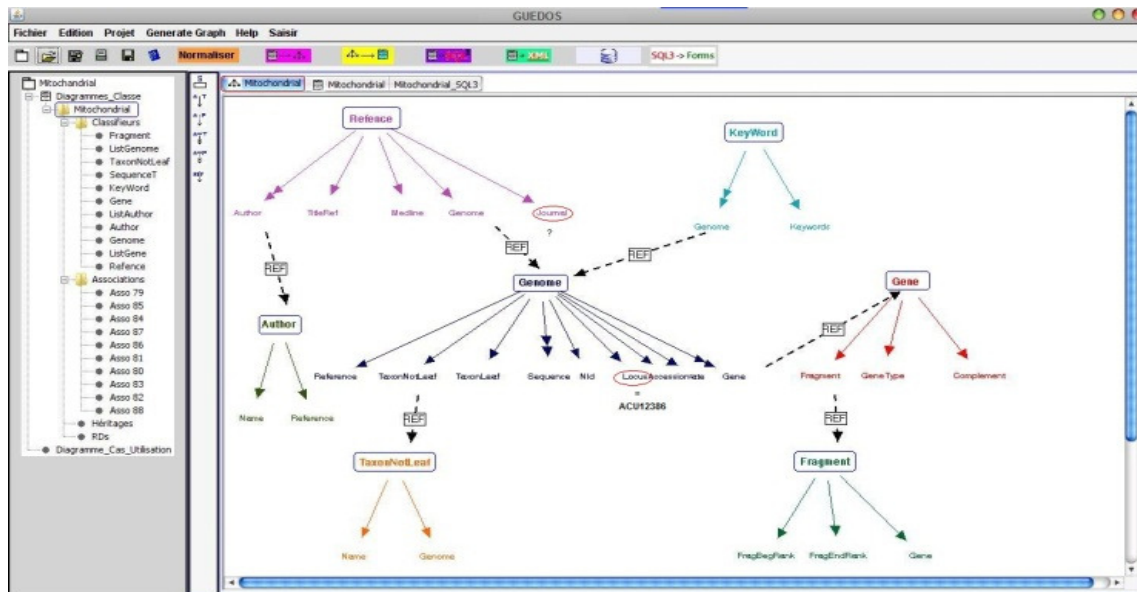 GUEDOS
Fichier Edition Projet Generate Graph Help Saisir
Normaliser SQL3 -> Forms
Mitochandrial
Diagrammes_Classe
Mitochondrial
Classifieurs
Fragment
ListGenome
TaxonNotLeaf
SequenceT
KeyWord
Gene
ListAuthor
Author
Genome
ListGene
Refence
Associations
Asso 79
Asso 85
Asso 84
Asso 87
Asso 86
Asso 81
Asso 80
Asso 83
Asso 82
Asso 88
Héritages
RDs
Diagramme_Cas_Utilisation
Mitochondrial Mitochondrial Mitochondrial_SQL3
Refence KeyWord
Author TitleRef Medline Genome Journal
?
Genome Keywords
REF REF REF
Genome Gene
Author REF
Reference TaxonNotLeaf TaxonLeaf Sequence NId Locus Gene
=
ACU12386
Fragment GeneType Complement
Name Reference REF REF
TaxonNotLeaf Fragment
Name Genome FragBegRank FragEndRank Gene